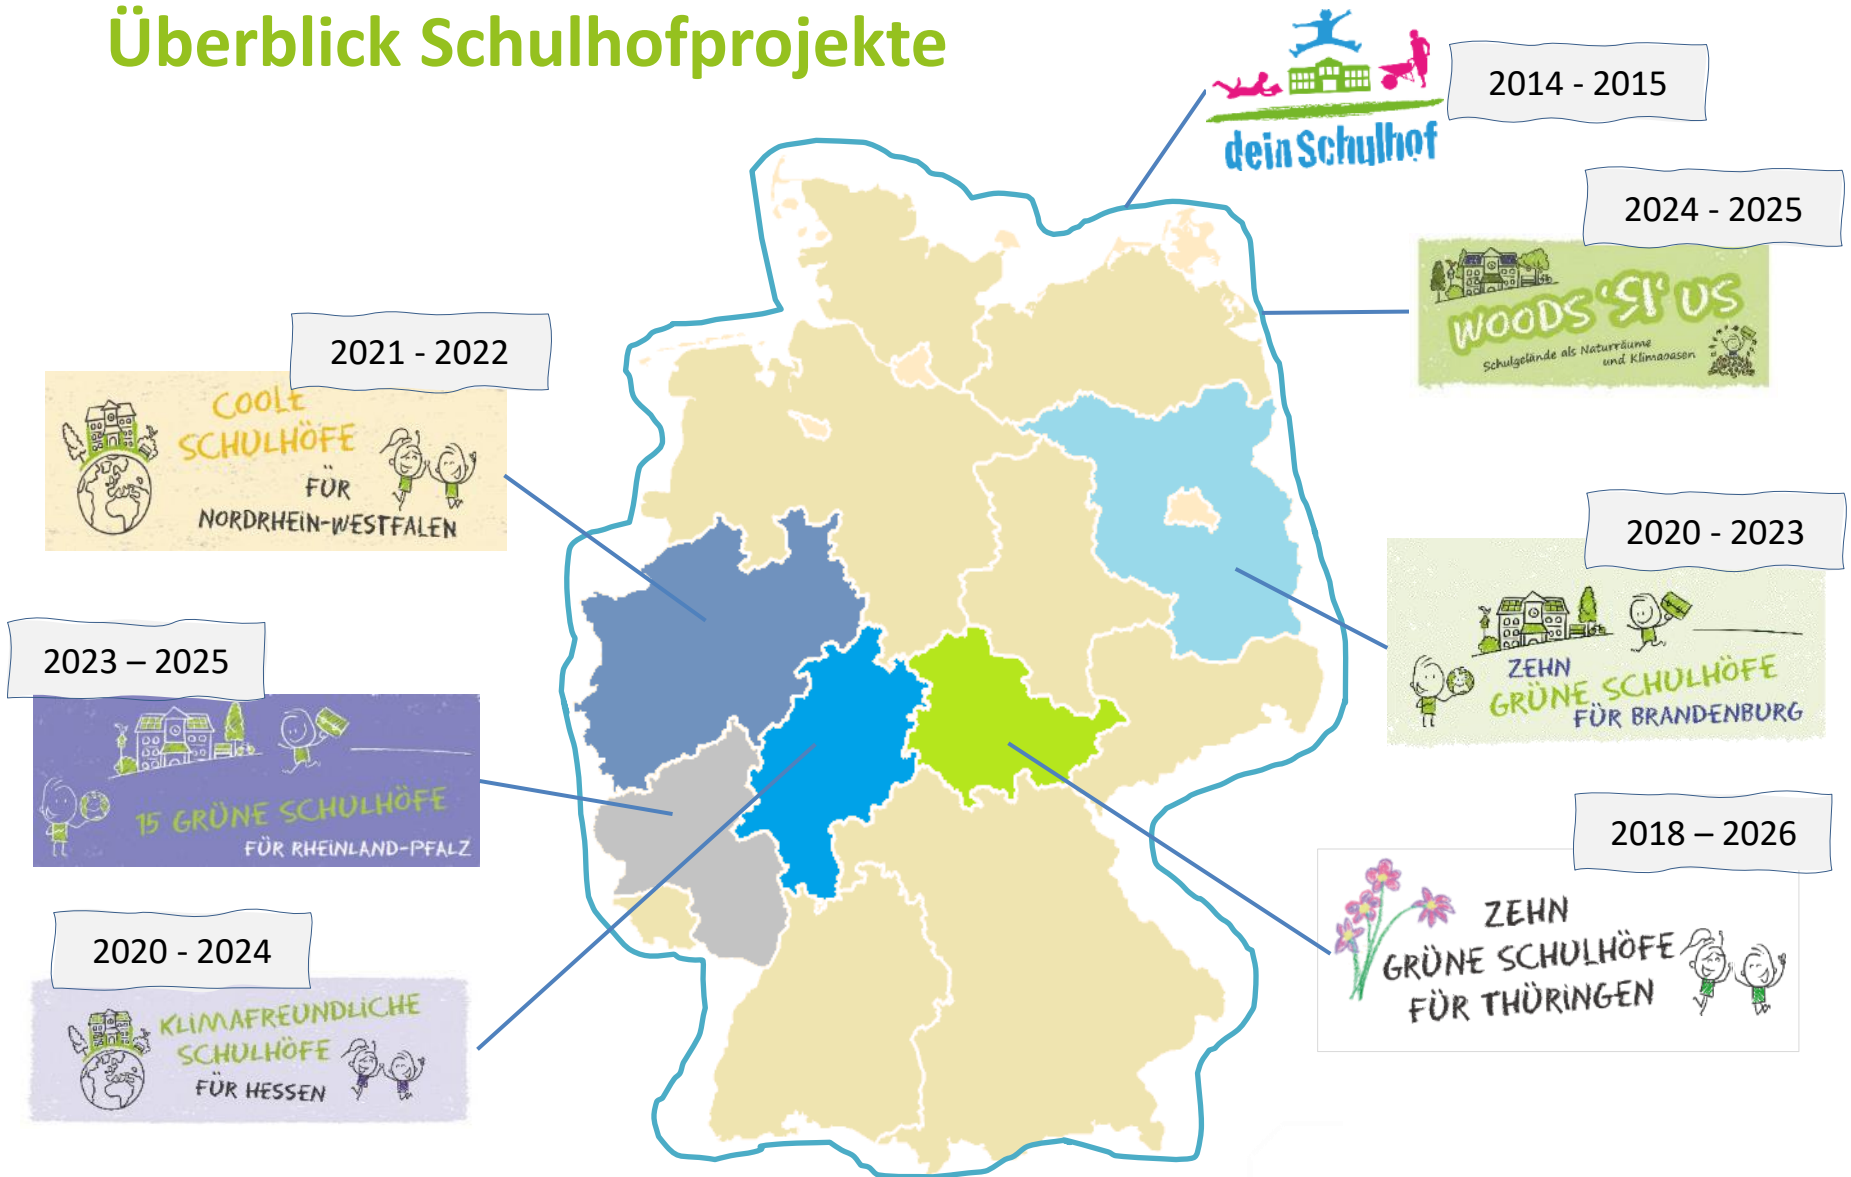 Überblick Schulhofprojekte
dein Schulhof
2014 - 2015
2024 - 2025
WOODS 'R' US
Schulgelände als Naturräume
und Klimaoasen
2021 - 2022
COOLE
SCHULHÖFE
FÜR
NORDRHEIN-WESTFALEN
2020 - 2023
ZEHN
GRÜNE SCHULHÖFE
FÜR BRANDENBURG
2023 – 2025
15 GRÜNE SCHULHÖFE
FÜR RHEINLAND-PFALZ
2018 – 2026
ZEHN
GRÜNE SCHULHÖFE
FÜR THÜRINGEN
2020 - 2024
KLIMAFREUNDLICHE
SCHULHÖFE
FÜR HESSEN